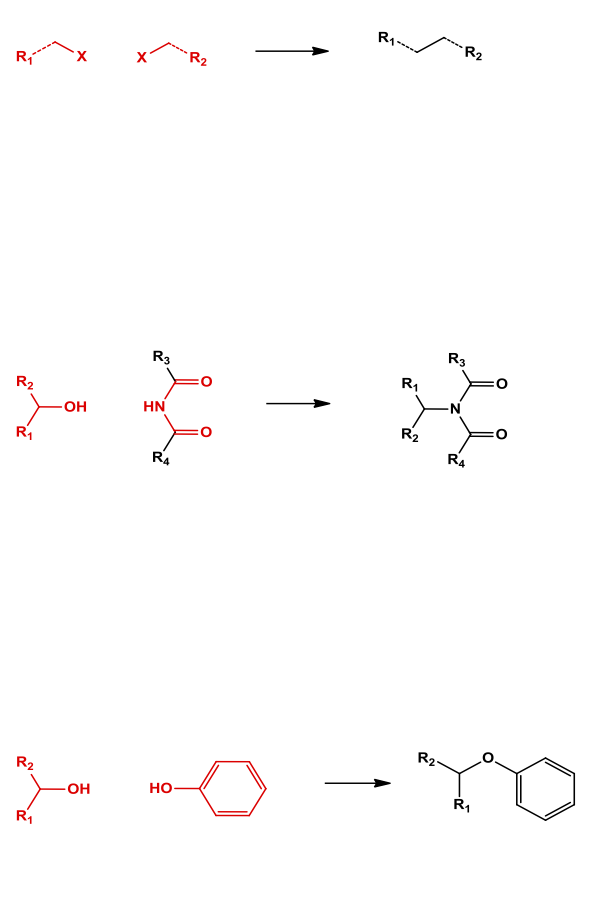 R1 X X R2 R1 R2
R3 R3
R2 O R1 O
OH HN N
R1 O R2 O
R4 R4
R2 R2 O
OH HO
R1 R1